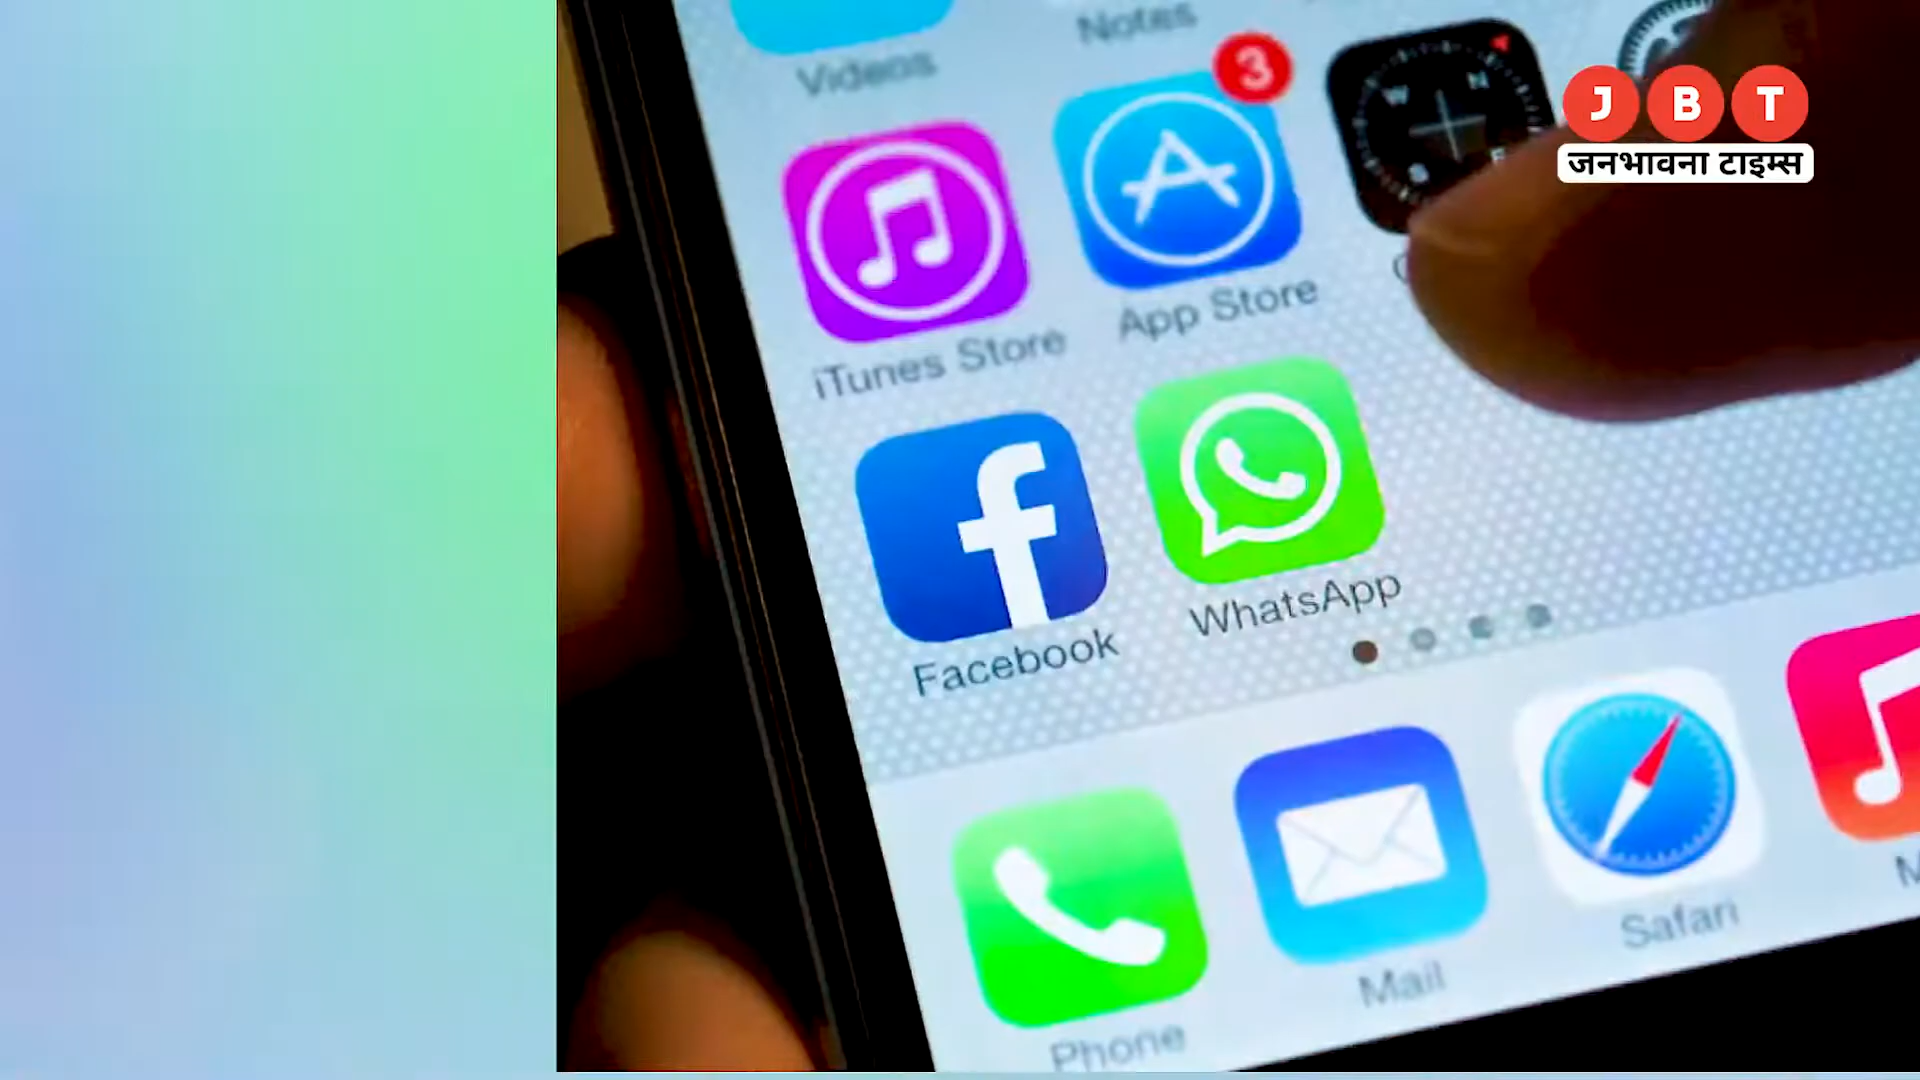 Videos
Notes
3
iTunes Store
App Store
W
N
S
J B T
जनभावना टाइम्स
Facebook
WhatsApp
Phone
Mail
Safari